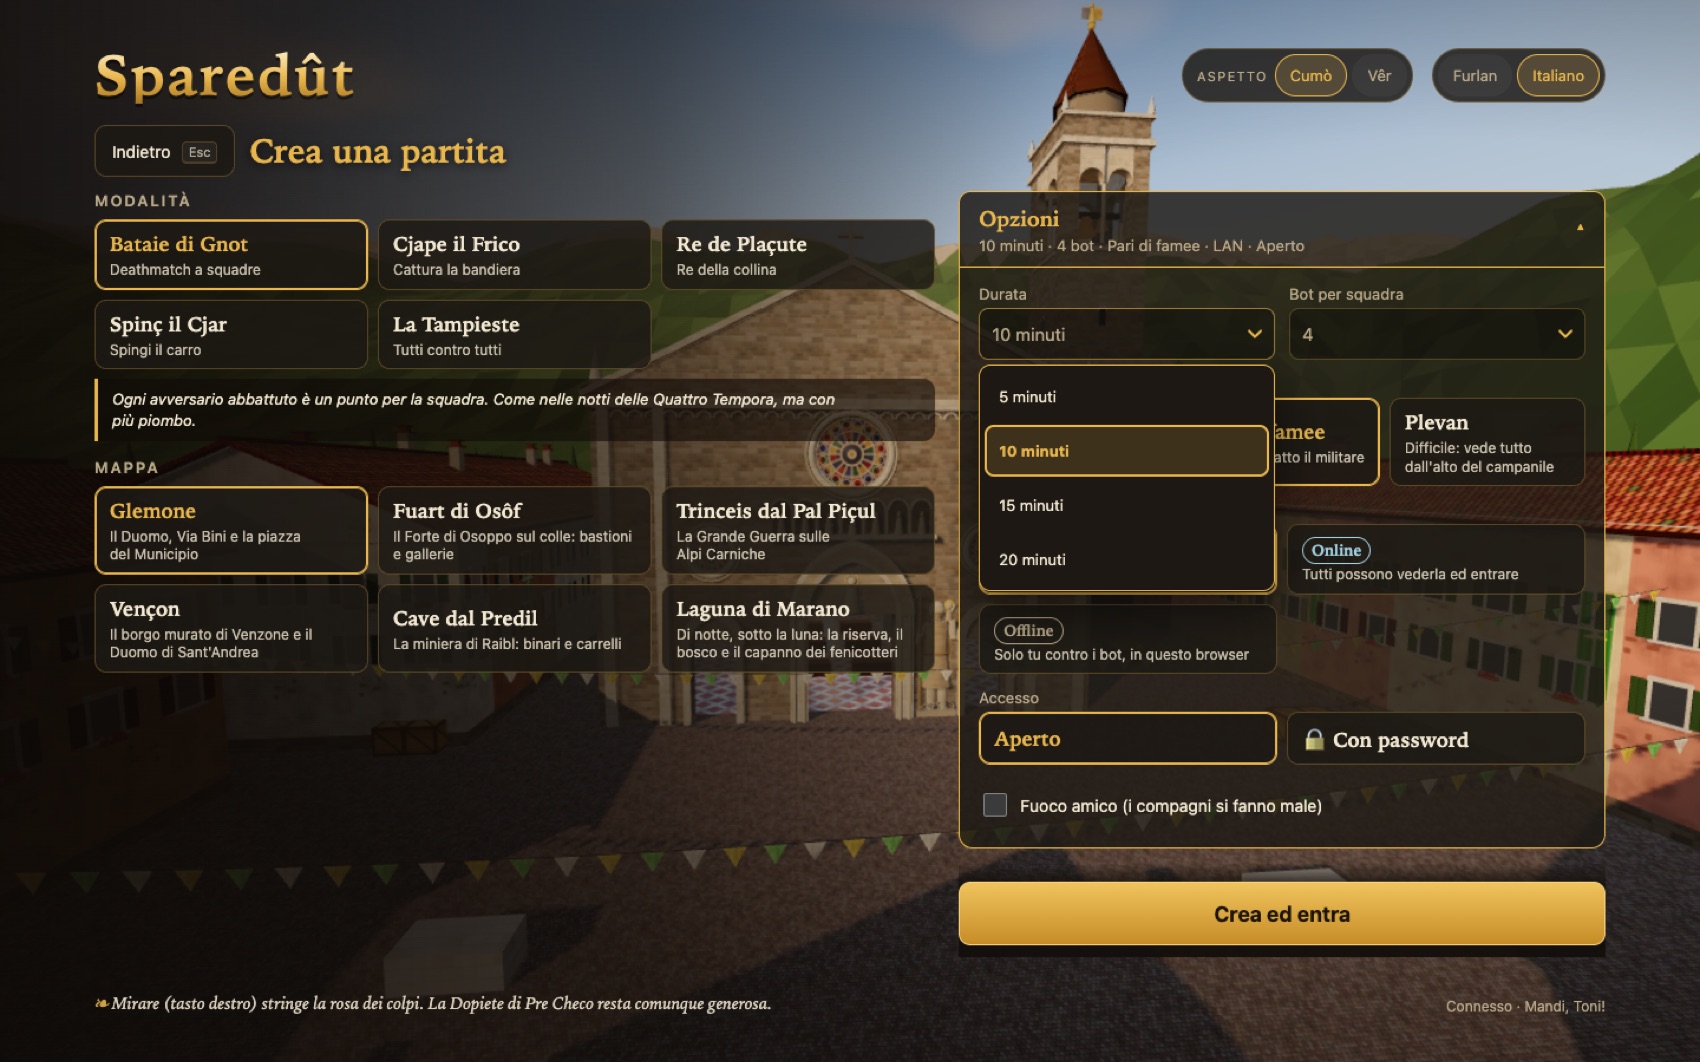 Sparedût
ASPETTO Cumò Vêr
Furlan Italiano
Indietro Esc
Crea una partita
MODALITÀ
Bataie di Gnot
Deathmatch a squadre
Cjape il Frico
Cattura la bandiera
Re de Plaçute
Re della collina
Spinç il Cjar
Spingi il carro
La Tampieste
Tutti contro tutti
Ogni avversario abbattuto è un punto per la squadra. Come nelle notti delle Quattro Tempora, ma con
più piombo.
MAPPA
Glemone
Il Duomo, Via Bini e la piazza
del Municipio
Fuart di Osôf
Il Forte di Osoppo sul colle: bastioni
e gallerie
Trinceis dal Pal Piçul
La Grande Guerra sulle
Alpi Carniche
Vençon
Il borgo murato di Venzone e il
Duomo di Sant'Andrea
Cave dal Predil
La miniera di Raibl: binari e carrelli
Laguna di Marano
Di notte, sotto la luna: la riserva, il
bosco e il capanno dei fenicotteri
Opzioni
10 minuti · 4 bot · Pari di famee · LAN · Aperto
Durata
10 minuti
Bot per squadra
4
5 minuti
10 minuti
15 minuti
20 minuti
amee
atto il militare
Plevan
Difficile: vede tutto
dall'alto del campanile
Online
Tutti possono vederla ed entrare
Offline
Solo tu contro i bot, in questo browser
Accesso
Aperto
Con password
Fuoco amico (i compagni si fanno male)
Crea ed entra
Mirare (tasto destro) stringe la rosa dei colpi. La Dopiete di Pre Checo resta comunque generosa.
Connesso · Mandi, Toni!